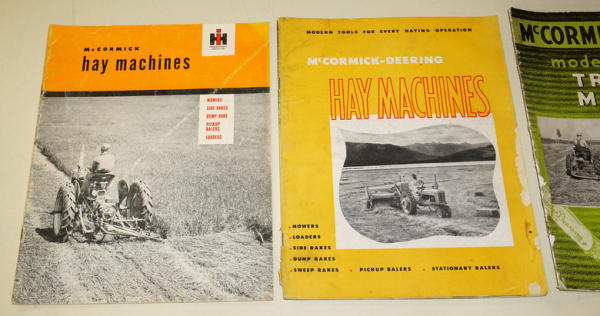 McCORMICK
hay machines
IH
MOWERS
SIDE RAKES
DUMP RAKE
PICKUP
BALERS
LOADERS
MODERN TOOLS FOR EVERY HAYING OPERATION
McCORMICK-DEERING
HAY MACHINES
MOWERS
LOADERS
SIDE RAKES
DUMP RAKES
SWEEP RAKES • PICKUP BALERS • STATIONARY BALERS
McCORMI
mode
TR
M